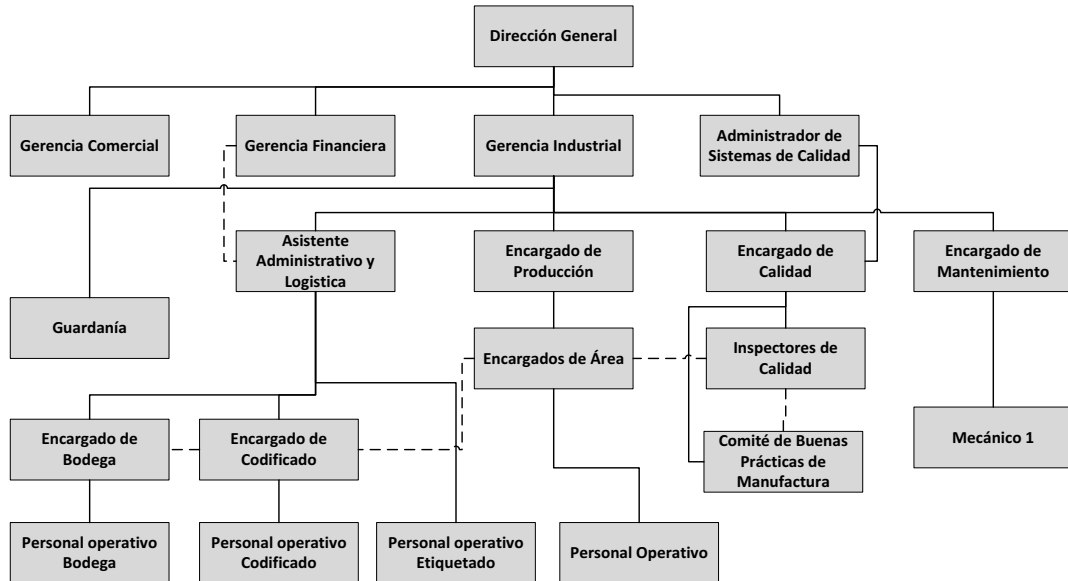 Dirección General
Gerencia Comercial
Gerencia Financiera
Gerencia Industrial
Administrador de
Sistemas de Calidad
Asistente
Administrativo y
Logistica
Encargado de
Producción
Encargado de
Calidad
Encargado de
Mantenimiento
Guardanía
Encargados de Área
Inspectores de
Calidad
Encargado de
Bodega
Encargado de
Codificado
Comité de Buenas
Prácticas de
Manufactura
Mecánico 1
Personal operativo
Bodega
Personal operativo
Codificado
Personal operativo
Etiquetado
Personal Operativo